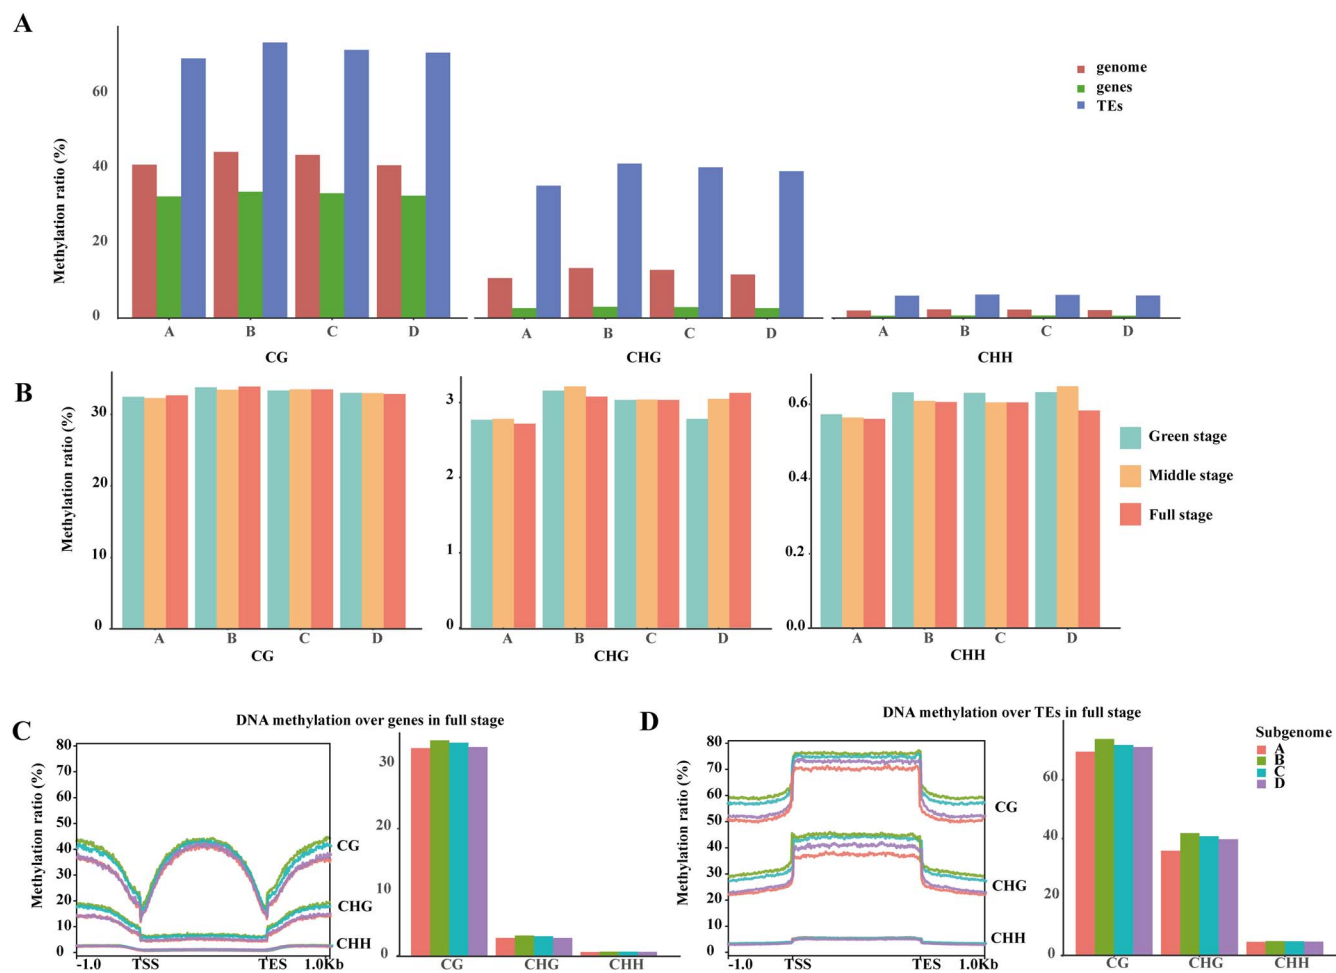 A
Methylation ratio (%)
60
40
20
0
A B C D
CG
A B C D
CHG
A B C D
CHH
genome
genes
TEs
B
Methylation ratio (%)
30
20
10
0
A B C D
CG
3
2
1
0
A B C D
CHG
0.6
0.4
0.2
0.0
A B C D
CHH
Green stage
Middle stage
Full stage
C
DNA methylation over genes in full stage
Methylation ratio (%)
80
70
60
50
40
30
20
10
0
-1.0 TSS TES 1.0Kb
CG
CHG
CHH
30
20
10
0
CG CHG CHH
D
DNA methylation over TEs in full stage
Methylation ratio (%)
80
70
60
50
40
30
20
10
0
-1.0 TSS TES 1.0Kb
CG
CHG
CHH
60
40
20
0
CG CHG CHH
Subgenome
A
B
C
D